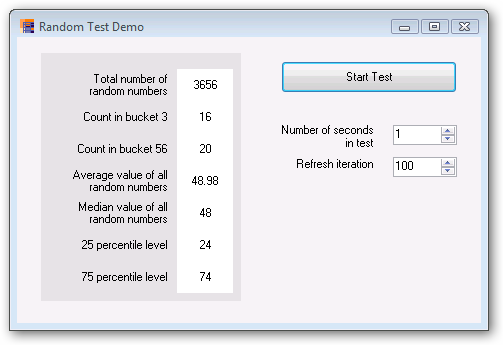 Random Test Demo
Total number of
random numbers
3656
Count in bucket 3
16
Count in bucket 56
20
Average value of all
random numbers
48.98
Median value of all
random numbers
48
25 percentile level
24
75 percentile level
74
Start Test
Number of seconds
in test
1
Refresh iteration
100